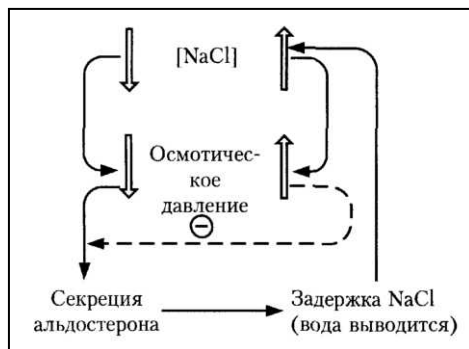 [NaCl]
Осмотичес-
кое
давление
Секреция
альдостерона
Задержка NaCl
(вода выводится)